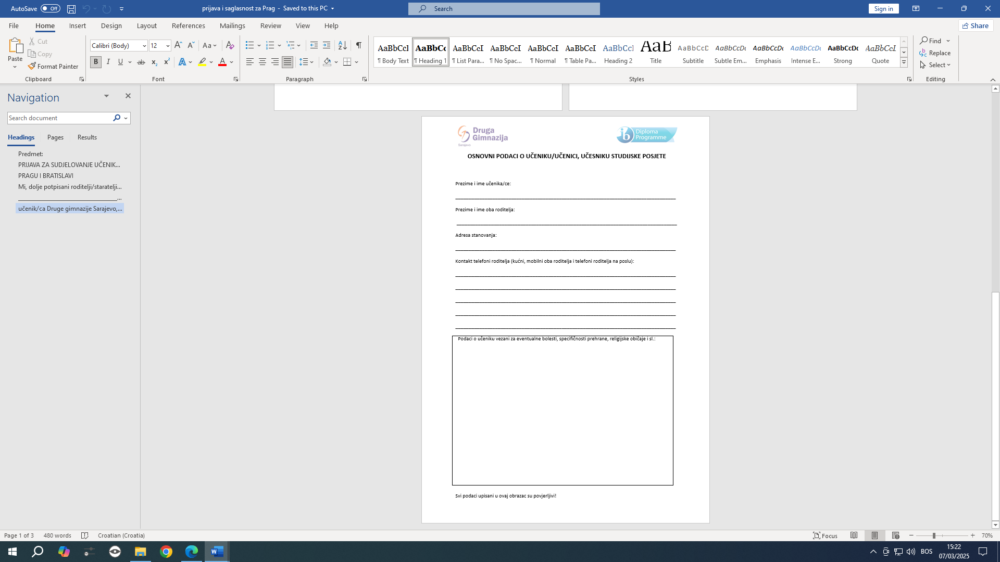 AutoSave Off prijava i saglasnost za Prag - Saved to this PC Search Sign in
File Home Insert Design Layout References Mailings Review View Help Share
Paste Cut Copy Format Painter
Calibri (Body) 12 Aa
B I U ab x₂ x² A A
AaBbCcI AaBbCc AaBbCcI AaBbCcI AaBbCcI AaBbCcI AaBbCcI AaB AaBbCcD AaBbCcDc AaBbCcDc AaBbCcDc AaBbCcDc AaBbCcL
¶ Body Text ¶ Heading 1 ¶ List Para... ¶ No Spac... ¶ Normal ¶ Table Pa... Heading 2 Title Subtitle Subtle Em... Emphasis Intense E... Strong Quote
Find
Replace
Select
Clipboard Font Paragraph Styles Editing
Navigation
Search document
Headings Pages Results
Predmet:
PRIJAVA ZA SUDJELOVANJE UČENIK...
PRAGU I BRATISLAVI
Mi, dolje potpisani roditelji/staratelji...
________________________________...
učenik/ca Druge gimnazije Sarajevo,...
Druga
Gimnazija
Sarajevo
ib Diploma
Programme
OSNOVNI PODACI O UČENIKU/UČENICI, UČESNIKU STUDIJSKE POSJETE
Prezime i ime učenika/ce:
Prezime i ime oba roditelja:
Adresa stanovanja:
Kontakt telefoni roditelja (kućni, mobilni oba roditelja i telefoni roditelja na poslu):
Podaci o učeniku vezani za eventualne bolesti, specifičnosti prehrane, religijske običaje i sl.:
Svi podaci upisani u ovaj obrazac su povjerljivi!
Page 1 of 3 480 words Croatian (Croatia) Focus 70%
BOS 15:22
07/03/2025